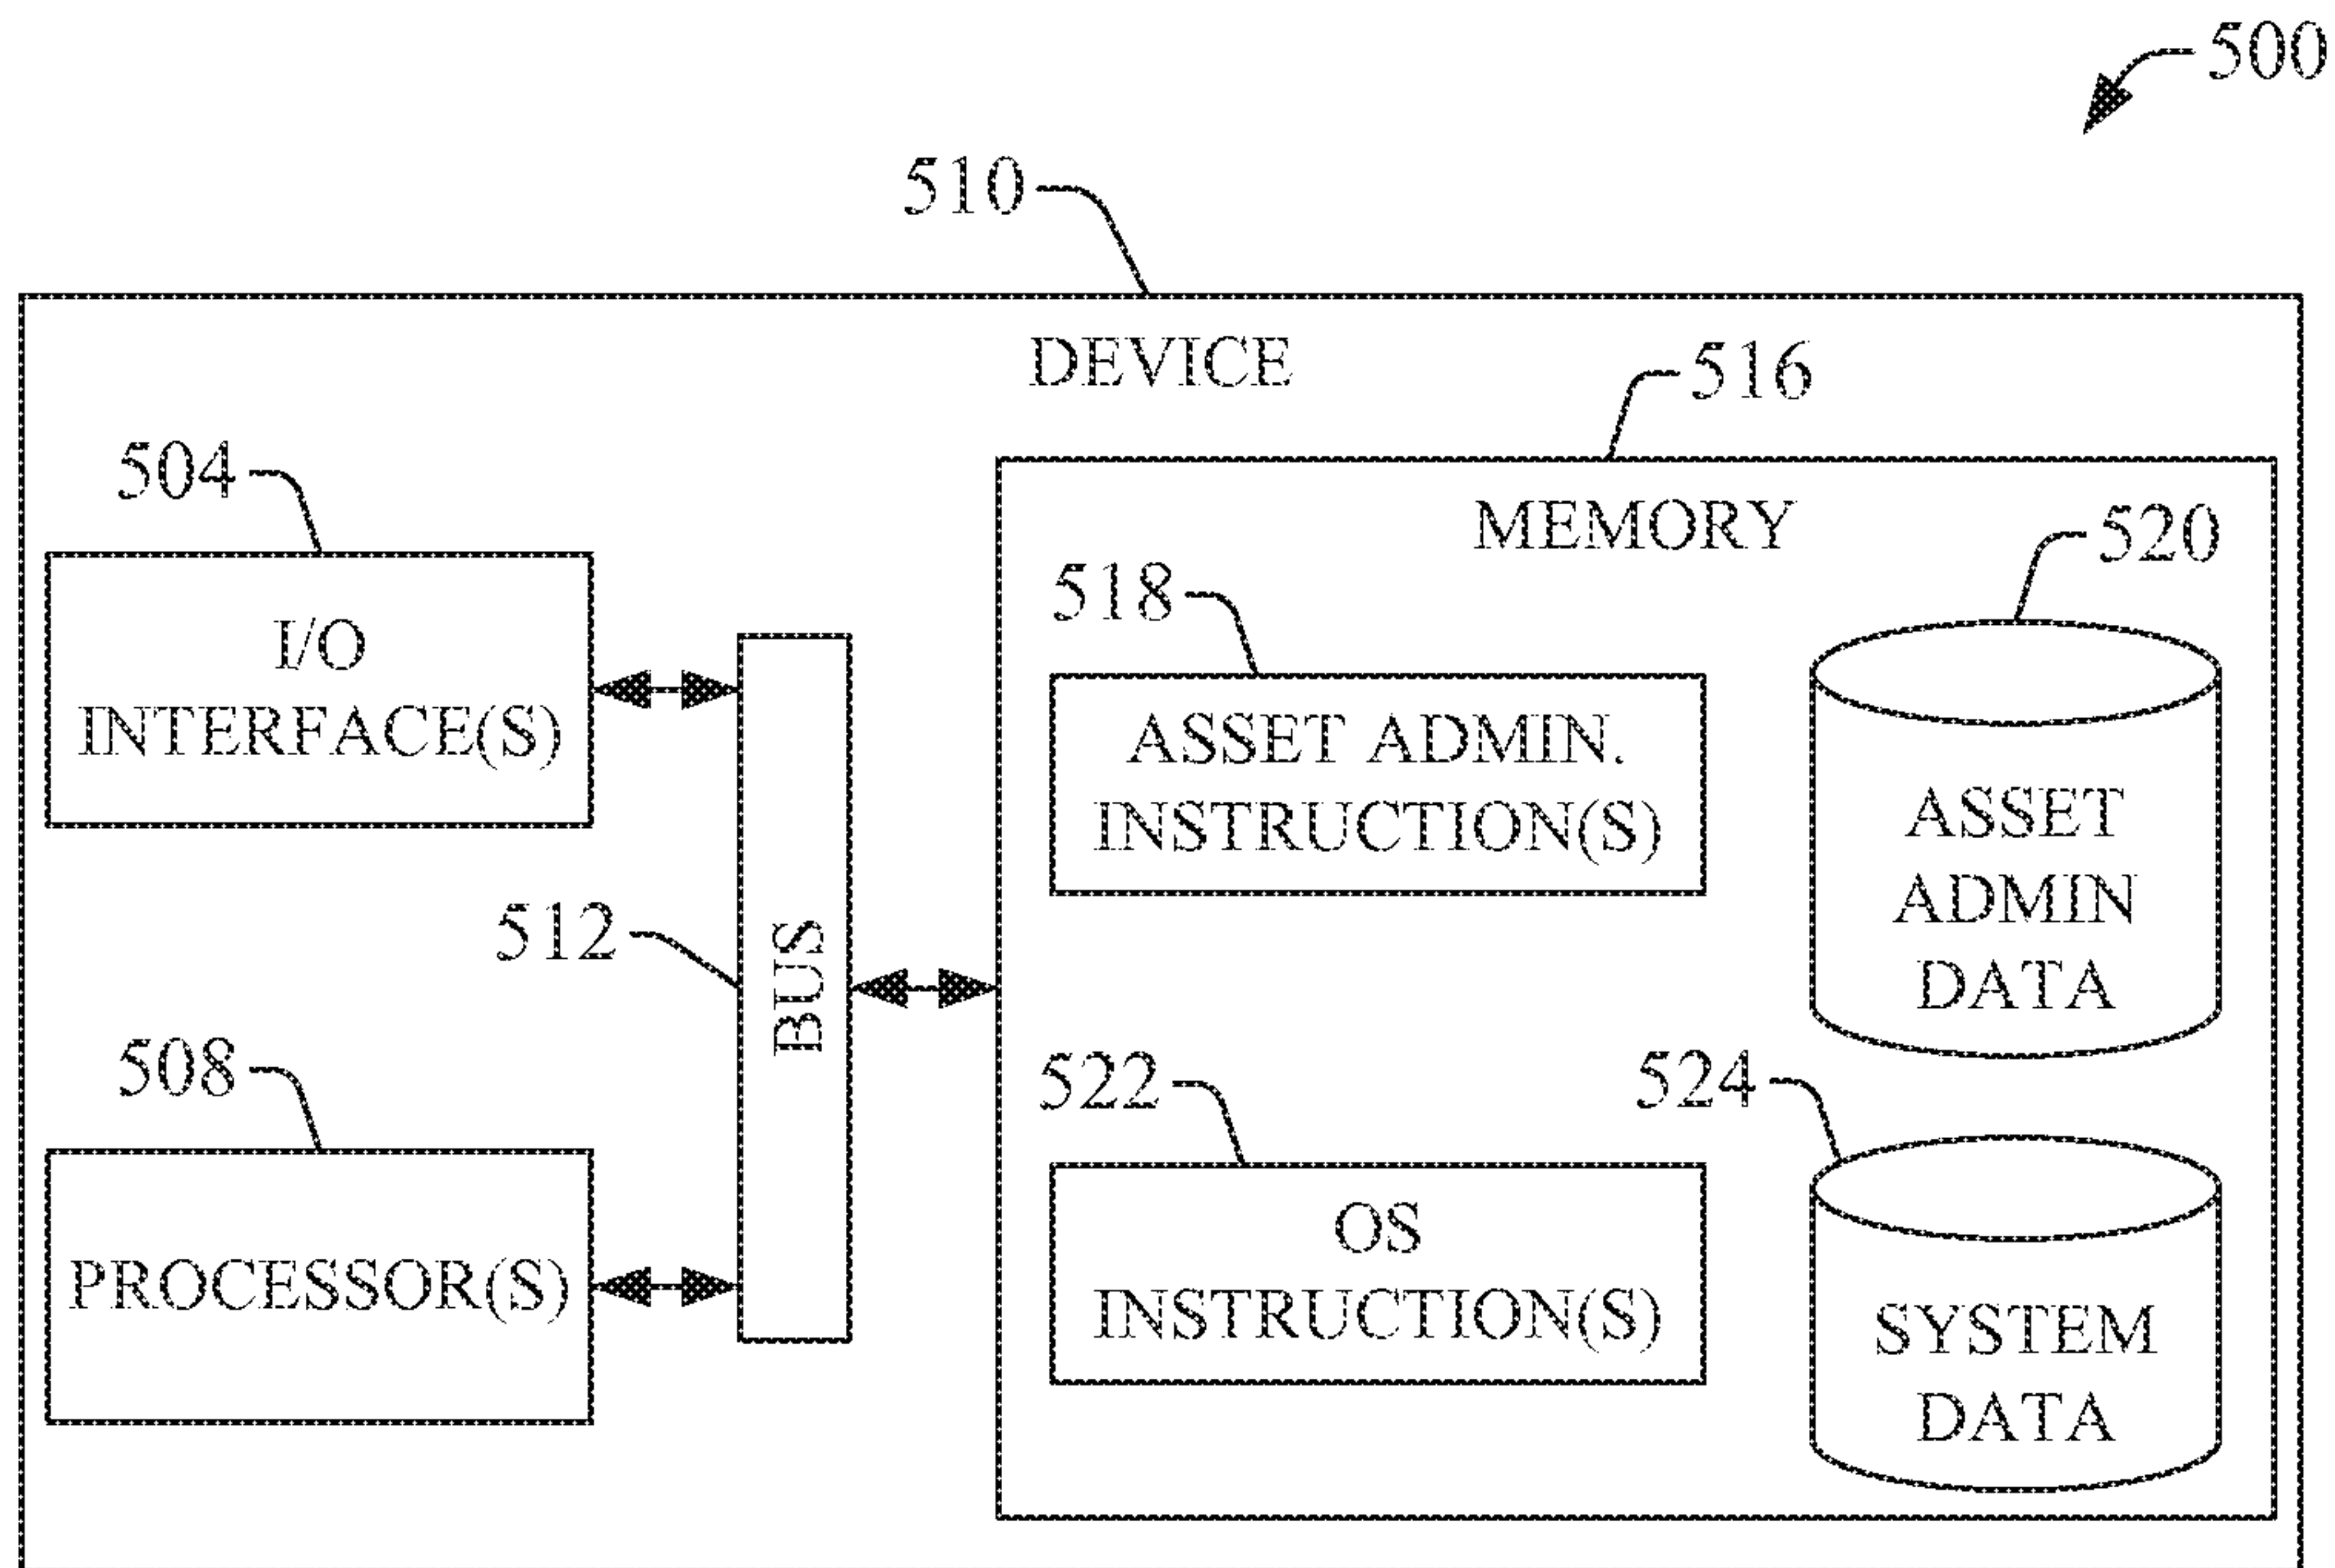 500
510
DEVICE
516
504
MEMORY
520
518
I/O
INTERFACE(S)
ASSET ADMIN.
INSTRUCTION(S)
ASSET
ADMIN
DATA
512
BUS
508
522
524
OS
INSTRUCTION(S)
PROCESSOR(S)
SYSTEM
DATA